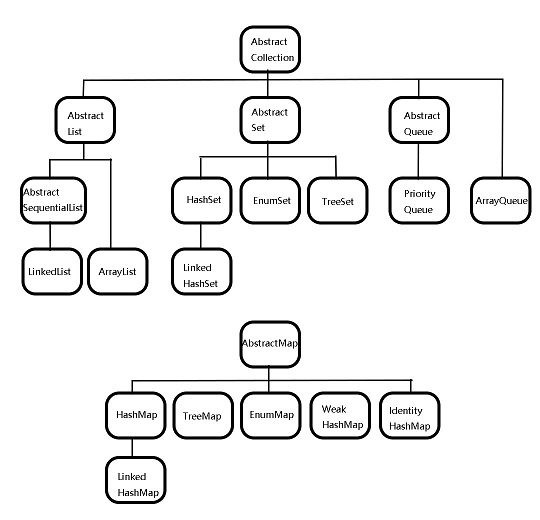 Abstract
Collection
Abstract
List
Abstract
Set
Abstract
Queue
Abstract
SequentialList
HashSet
EnumSet
TreeSet
Priority
Queue
ArrayQueue
LinkedList
ArrayList
Linked
HashSet
AbstractMap
HashMap
TreeMap
EnumMap
Weak
HashMap
Identity
HashMap
Linked
HashMap